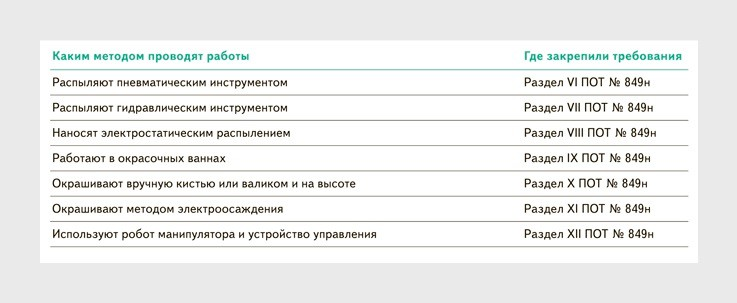 Каким методом проводят работы Где закрепили требования
Распыляют пневматическим инструментом Раздел VI ПОТ № 849н
Распыляют гидравлическим инструментом Раздел VII ПОТ № 849н
Наносят электростатическим распылением Раздел VIII ПОТ № 849н
Работают в окрасочных ваннах Раздел IX ПОТ № 849н
Окрашивают вручную кистью или валиком и на высоте Раздел X ПОТ № 849н
Окрашивают методом электроосаждения Раздел XI ПОТ № 849н
Используют робот манипулятора и устройство управления Раздел XII ПОТ № 849н